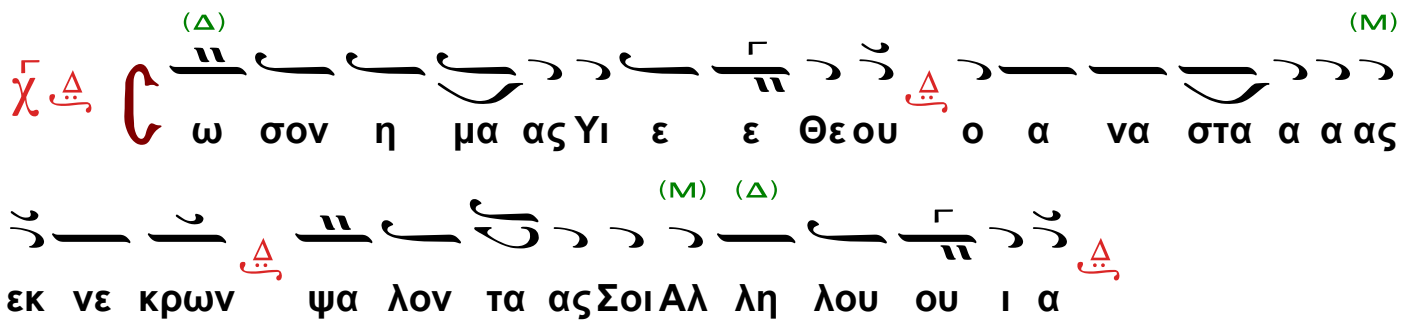 (Δ) (Μ)
χ Γ Δ Σω σον η μα ας Υι ε ε Θε ου Δ ο α να στα α α ας
(Μ) (Δ)
εκ νε κρων Δ ψα λον τα ας Σοι Αλ λη λου ου ι α Δ